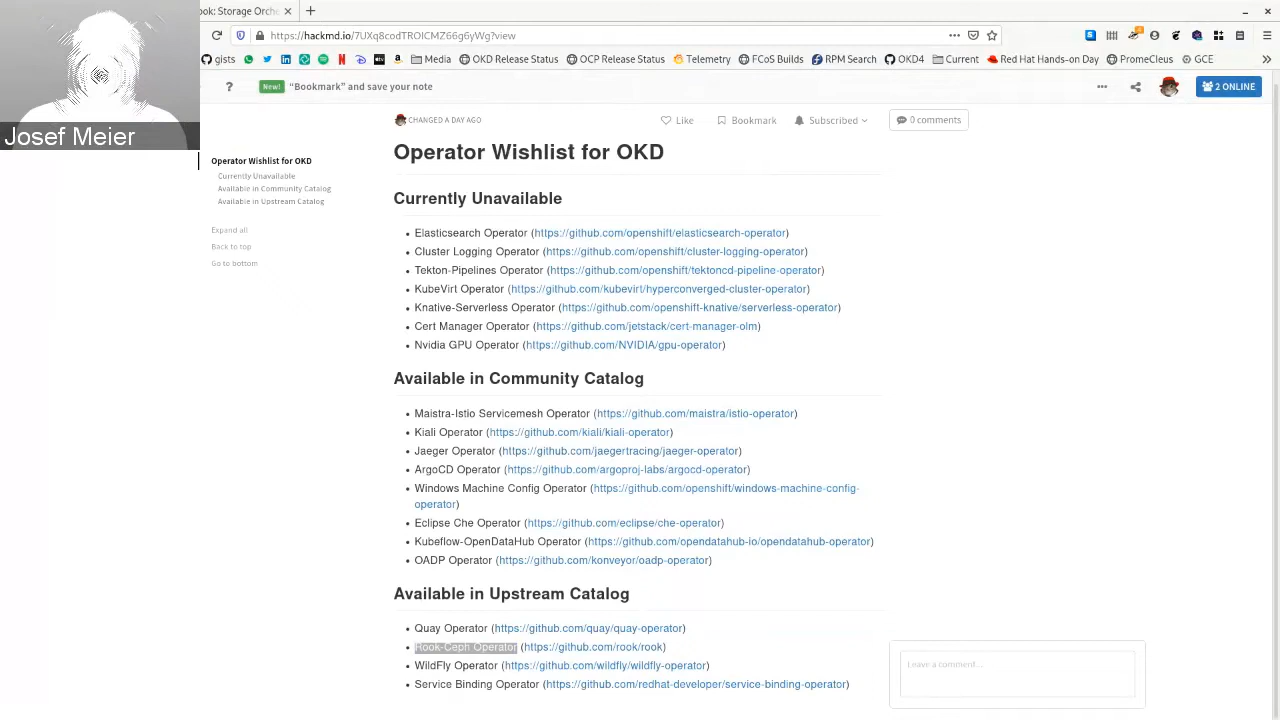 ook: Storage Orche
https://hackmd.io/7UXq8codTROlCMZ66g6yWg?view
gists
Media
OKD Release Status
OCP Release Status
Telemetry
FCoS Builds
RPM Search
OKD4
Current
Red Hat Hands-on Day
PromeCleus
GCE
?
New!
"Bookmark" and save your note
2 ONLINE
Josef Meier
CHANGED A DAY AGO
Like
Bookmark
Subscribed
0 comments
Operator Wishlist for OKD
Currently Unavailable
Available in Community Catalog
Available in Upstream Catalog
Expand all
Back to top
Go to bottom
Operator Wishlist for OKD
Currently Unavailable
Elasticsearch Operator (https://github.com/openshift/elasticsearch-operator)
Cluster Logging Operator (https://github.com/openshift/cluster-logging-operator)
Tekton-Pipelines Operator (https://github.com/openshift/tektoncd-pipeline-operator)
KubeVirt Operator (https://github.com/kubevirt/hyperconverged-cluster-operator)
Knative-Serverless Operator (https://github.com/openshift-knative/serverless-operator)
Cert Manager Operator (https://github.com/jetstack/cert-manager-olm)
Nvidia GPU Operator (https://github.com/NVIDIA/gpu-operator)
Available in Community Catalog
Maistra-Istio Servicemesh Operator (https://github.com/maistra/istio-operator)
Kiali Operator (https://github.com/kiali/kiali-operator)
Jaeger Operator (https://github.com/jaegertracing/jaeger-operator)
ArgoCD Operator (https://github.com/argoproj-labs/argocd-operator)
Windows Machine Config Operator (https://github.com/openshift/windows-machine-config-
operator)
Eclipse Che Operator (https://github.com/eclipse/che-operator)
Kubeflow-OpenDataHub Operator (https://github.com/opendatahub-io/opendatahub-operator)
OADP Operator (https://github.com/konveyor/oadp-operator)
Available in Upstream Catalog
Quay Operator (https://github.com/quay/quay-operator)
Rook-Ceph Operator (https://github.com/rook/rook)
WildFly Operator (https://github.com/wildfly/wildfly-operator)
Service Binding Operator (https://github.com/redhat-developer/service-binding-operator)
Leave a comment...